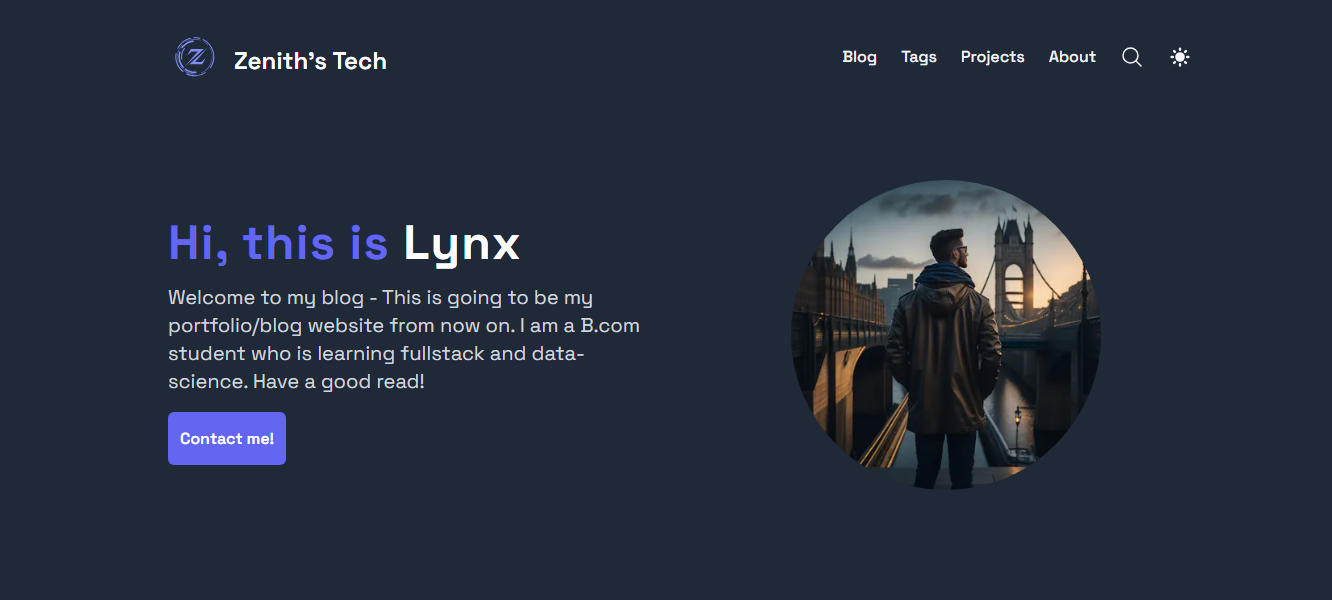 Z
Zenith's Tech
Blog Tags Projects About
Hi, this is Lynx
Welcome to my blog - This is going to be my
portfolio/blog website from now on. I am a B.com
student who is learning fullstack and data-
science. Have a good read!
Contact me!